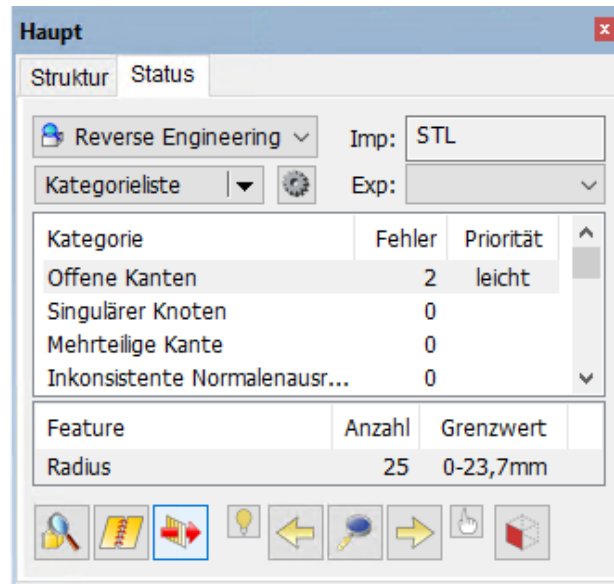 Haupt
Struktur Status
Reverse Engineering Imp: STL
Kategorieliste Exp:
Kategorie Fehler Priorität
Offene Kanten 2 leicht
Singulärer Knoten 0
Mehrteilige Kante 0
Inkonsistente Normalenausr... 0
Feature Anzahl Grenzwert
Radius 25 0-23,7mm